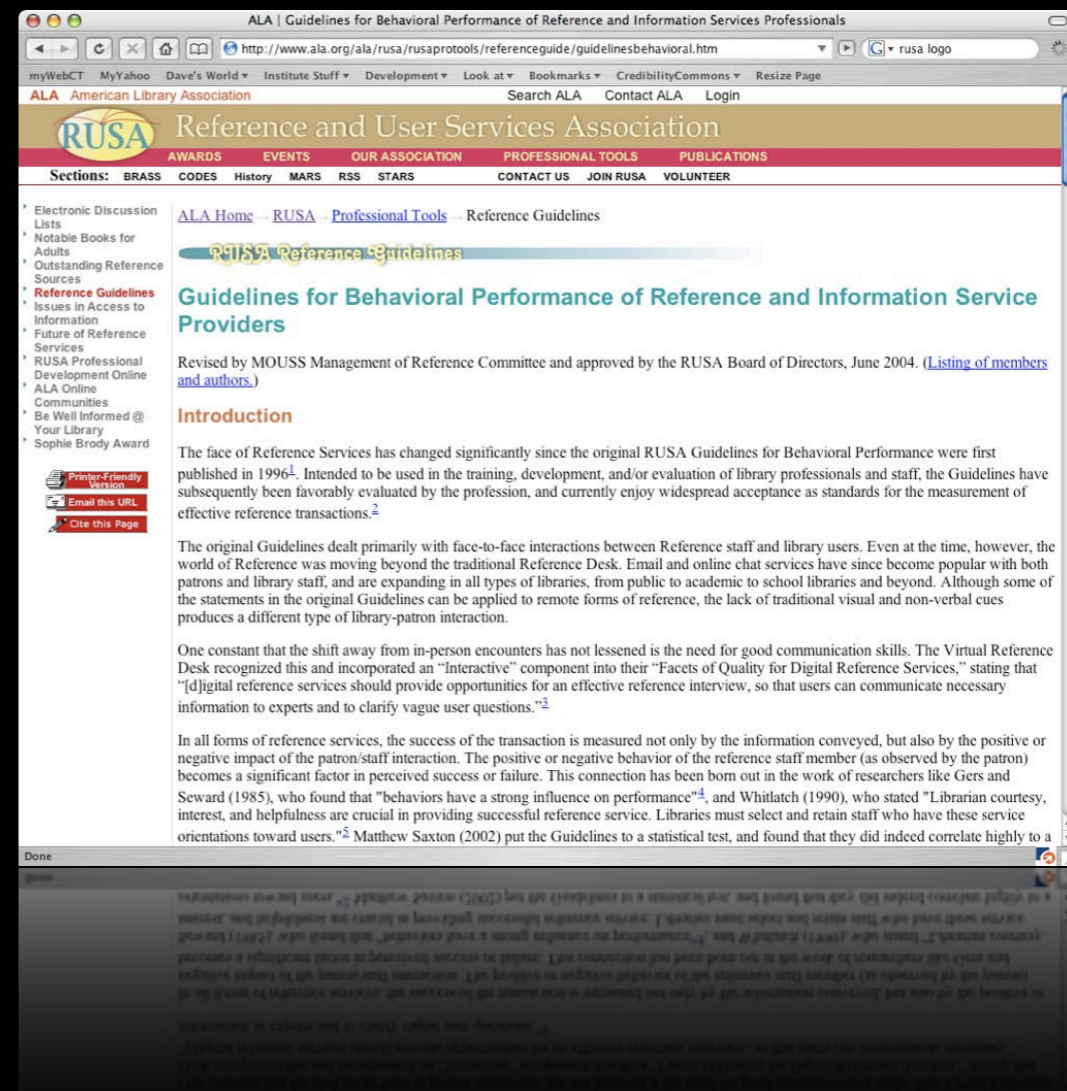 ALA | Guidelines for Behavioral Performance of Reference and Information Services Professionals
http://www.ala.org/ala/rusa/rusaprotools/referenceguide/guidelinesbehavioral.htm
G rusa logo
myWebCT MyYahoo Dave's World Institute Stuff Development Look at Bookmarks CredibilityCommons Resize Page
ALA American Library Association Search ALA Contact ALA Login
RUSA Reference and User Services Association
AWARDS EVENTS OUR ASSOCIATION PROFESSIONAL TOOLS PUBLICATIONS
Sections: BRASS CODES History MARS RSS STARS CONTACT US JOIN RUSA VOLUNTEER
Electronic Discussion
Lists
Notable Books for
Adults
Outstanding Reference
Sources
Reference Guidelines
Issues in Access to
Information
Future of Reference
Services
RUSA Professional
Development Online
ALA Online
Communities
Be Well Informed @
Your Library
Sophie Brody Award
Printer-Friendly
Version
Email this URL
Cite this Page
ALA Home → RUSA → Professional Tools → Reference Guidelines
RUSA Reference Guidelines
Guidelines for Behavioral Performance of Reference and Information Service
Providers
Revised by MOUSS Management of Reference Committee and approved by the RUSA Board of Directors, June 2004. (Listing of members
and authors.)
Introduction
The face of Reference Services has changed significantly since the original RUSA Guidelines for Behavioral Performance were first
published in 1996¹. Intended to be used in the training, development, and/or evaluation of library professionals and staff, the Guidelines have
subsequently been favorably evaluated by the profession, and currently enjoy widespread acceptance as standards for the measurement of
effective reference transactions.²
The original Guidelines dealt primarily with face-to-face interactions between Reference staff and library users. Even at the time, however, the
world of Reference was moving beyond the traditional Reference Desk. Email and online chat services have since become popular with both
patrons and library staff, and are expanding in all types of libraries, from public to academic to school libraries and beyond. Although some of
the statements in the original Guidelines can be applied to remote forms of reference, the lack of traditional visual and non-verbal cues
produces a different type of library-patron interaction.
One constant that the shift away from in-person encounters has not lessened is the need for good communication skills. The Virtual Reference
Desk recognized this and incorporated an “Interactive” component into their “Facets of Quality for Digital Reference Services,” stating that
“[d]igital reference services should provide opportunities for an effective reference interview, so that users can communicate necessary
information to experts and to clarify vague user questions.”³
In all forms of reference services, the success of the transaction is measured not only by the information conveyed, but also by the positive or
negative impact of the patron/staff interaction. The positive or negative behavior of the reference staff member (as observed by the patron)
becomes a significant factor in perceived success or failure. This connection has been born out in the work of researchers like Gers and
Seward (1985), who found that "behaviors have a strong influence on performance"⁴, and Whitlatch (1990), who stated "Librarian courtesy,
interest, and helpfulness are crucial in providing successful reference service. Libraries must select and retain staff who have these service
orientations toward users."⁵ Matthew Saxton (2002) put the Guidelines to a statistical test, and found that they did indeed correlate highly to a
Done